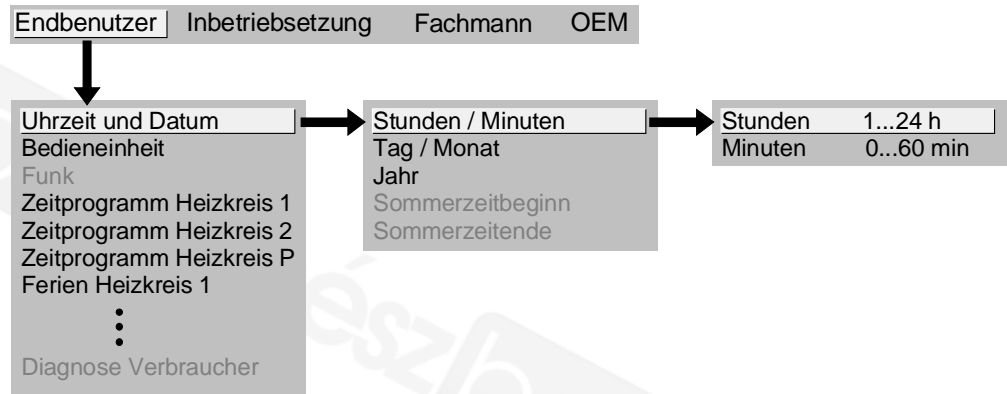 Endbenutzer Inbetriebsetzung Fachmann OEM
Uhrzeit und Datum
Bedieneinheit
Funk
Zeitprogramm Heizkreis 1
Zeitprogramm Heizkreis 2
Zeitprogramm Heizkreis P
Ferien Heizkreis 1
Diagnose Verbraucher
Stunden / Minuten
Tag / Monat
Jahr
Sommerzeitbeginn
Sommerzeitende
Stunden 1...24 h
Minuten 0...60 min